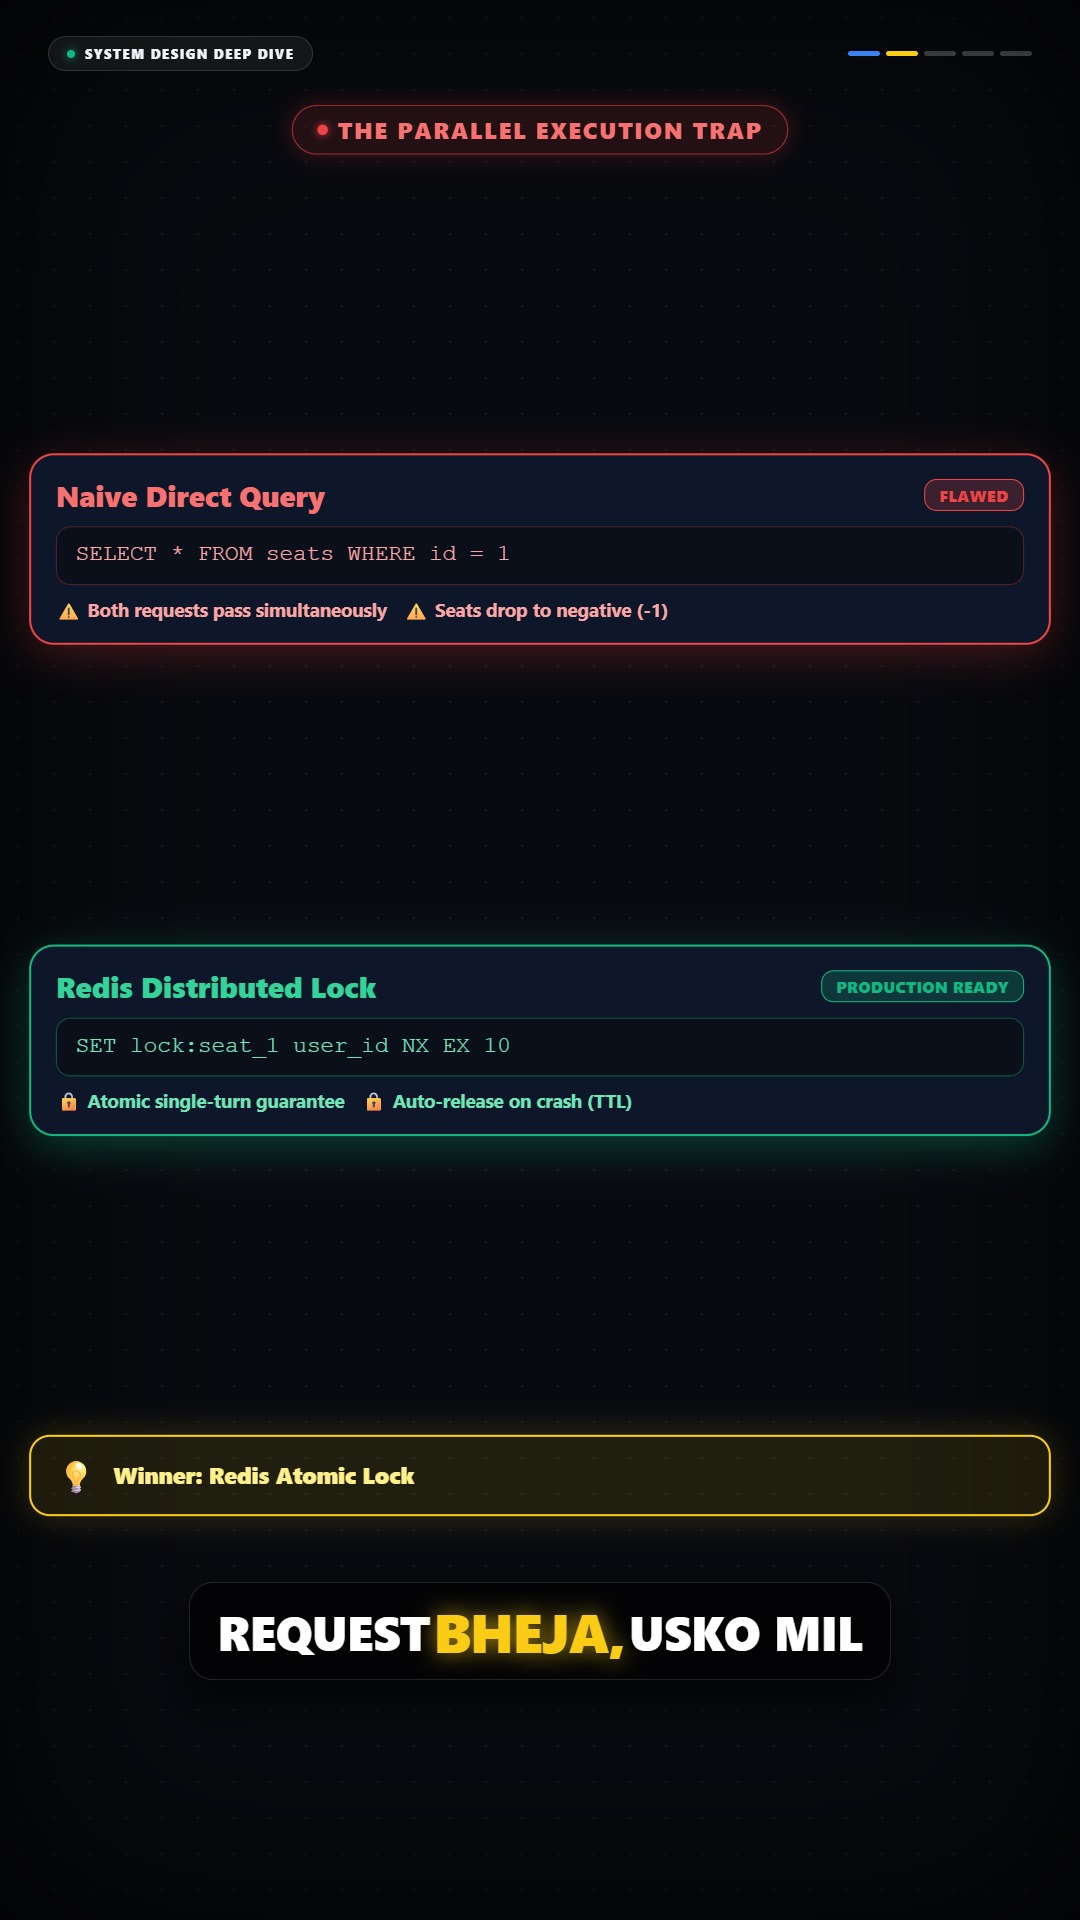 SYSTEM DESIGN DEEP DIVE
THE PARALLEL EXECUTION TRAP
Naive Direct Query
FLAWED
SELECT * FROM seats WHERE id = 1
⚠️ Both requests pass simultaneously ⚠️ Seats drop to negative (-1)
Redis Distributed Lock
PRODUCTION READY
SET lock:seat_1 user_id NX EX 10
🔒 Atomic single-turn guarantee 🔒 Auto-release on crash (TTL)
💡 Winner: Redis Atomic Lock
REQUEST BHEJA, USKO MIL